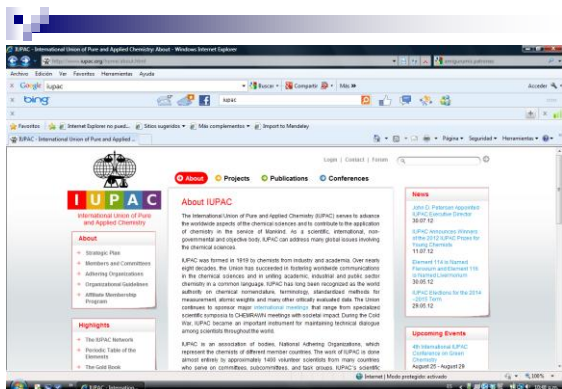 IUPAC - International Union of Pure and Applied Chemistry: About - Windows Internet Explorer
Archivo Edición Ver Favoritos Herramientas Ayuda
Google iupac Buscar Compartir Más Acceder
bing iupac
Favoritos Sitios sugeridos Más complementos Import to Mendeley
IUPAC - International Union of Pure and Applied ... Página Seguridad Herramientas
Login | Contact | Forum
About Projects Publications Conferences
IUPAC
International Union of Pure
and Applied Chemistry
About
Strategic Plan
Members and Committees
Adhering Organizations
Organizational Guidelines
Affiliate Membership
Program
Highlights
The IUPAC Network
Periodic Table of the
Elements
The Gold Book
About IUPAC
The International Union of Pure and Applied Chemistry (IUPAC) serves to advance
the worldwide aspects of the chemical sciences and to contribute to the application
of chemistry in the service of Mankind. As a scientific, international, non-
governmental and objective body, IUPAC can address many global issues involving
the chemical sciences.
IUPAC was formed in 1919 by chemists from industry and academia. Over nearly
eight decades, the Union has succeeded in fostering worldwide communications
in the chemical sciences and in uniting academic, industrial and public sector
chemistry in a common language. IUPAC has long been recognized as the world
authority on chemical nomenclature, terminology, standardized methods for
measurement, atomic weights and many other critically evaluated data. The Union
continues to sponsor major international meetings that range from specialized
scientific symposia to CHEMRAWN meetings with societal impact. During the Cold
War, IUPAC became an important instrument for maintaining technical dialogue
among scientists throughout the world.
IUPAC is an association of bodies, National Adhering Organizations, which
represent the chemists of different member countries. The work of IUPAC is done
almost entirely by approximately 1400 volunteer scientists from many countries
who serve on committees, subcommittees, and task groups. IUPAC's scientific
News
John D. Petersen Appointed
IUPAC Executive Director
30.07.12
IUPAC Announces Winners
of the 2012 IUPAC Prizes for
Young Chemists
11.07.12
Element 114 is Named
Flerovium and Element 116
is Named Livermorium
30.05.12
IUPAC Elections for the 2014
-2015 Term
29.05.12
Upcoming Events
4th International IUPAC
Conference on Green
Chemistry
August 25 - August 29
Internet | Modo protegido: activado 100%
IUPAC - Internation... 10:48 a.m.